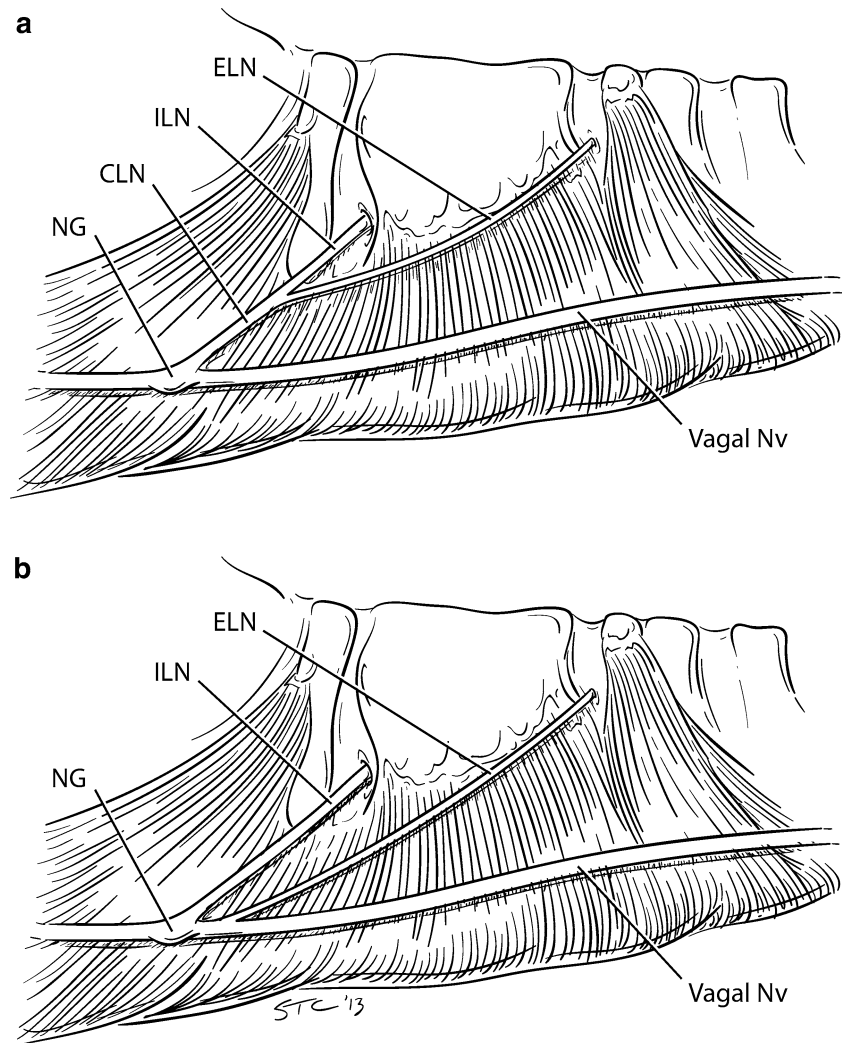 a
ELN
ILN
CLN
NG
Vagal Nv
b
ELN
ILN
NG
Vagal Nv
STC '13